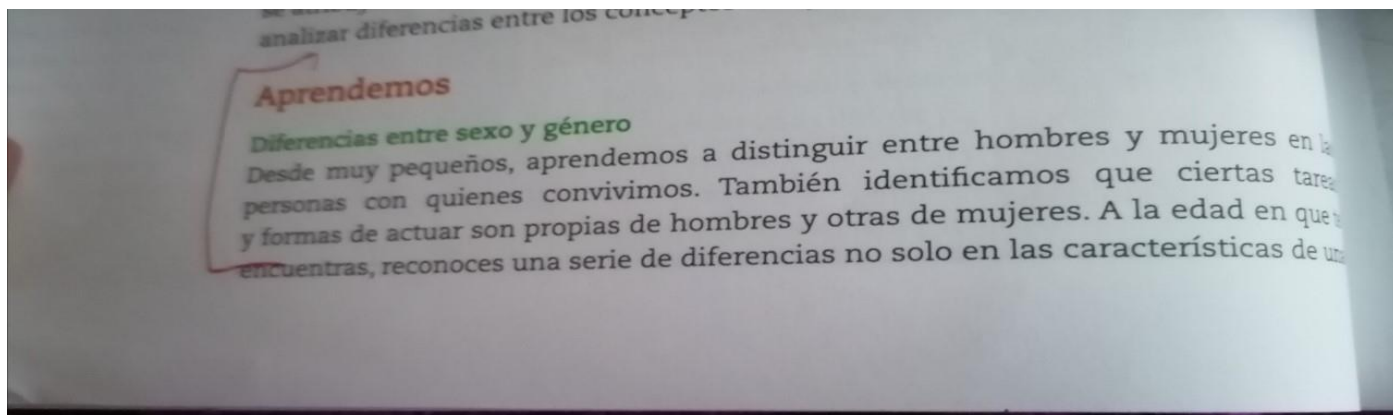 analizar diferencias entre los
Aprendemos
Diferencias entre sexo y género
Desde muy pequeños, aprendemos a distinguir entre hombres y mujeres en
personas con quienes convivimos. También identificamos que ciertas
y formas de actuar son propias de hombres y otras de mujeres. A la edad en que
encuentras, reconoces una serie de diferencias no solo en las características de